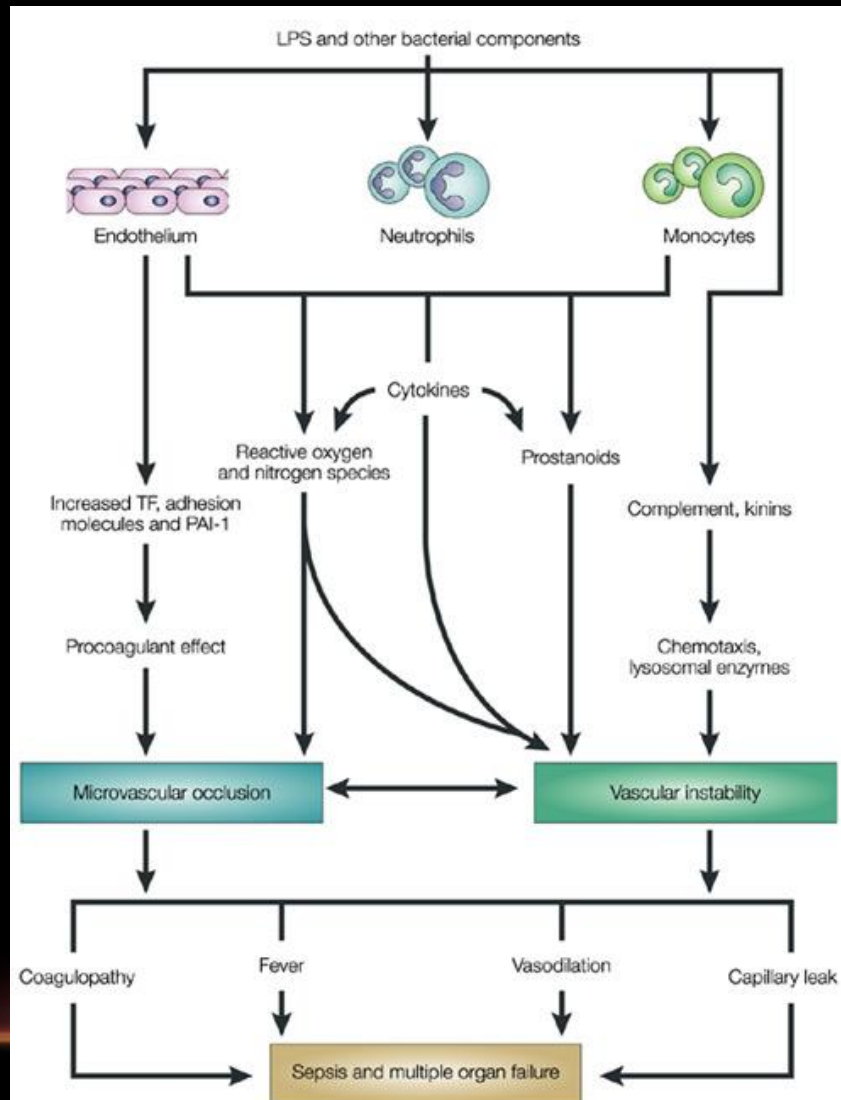 LPS and other bacterial components
Endothelium
Neutrophils
Monocytes
Cytokines
Reactive oxygen
and nitrogen species
Prostanoids
Increased TF, adhesion
molecules and PAI-1
Complement, kinins
Procoagulant effect
Chemotaxis,
lysosomal enzymes
Microvascular occlusion
Vascular instability
Coagulopathy
Fever
Vasodilation
Capillary leak
Sepsis and multiple organ failure